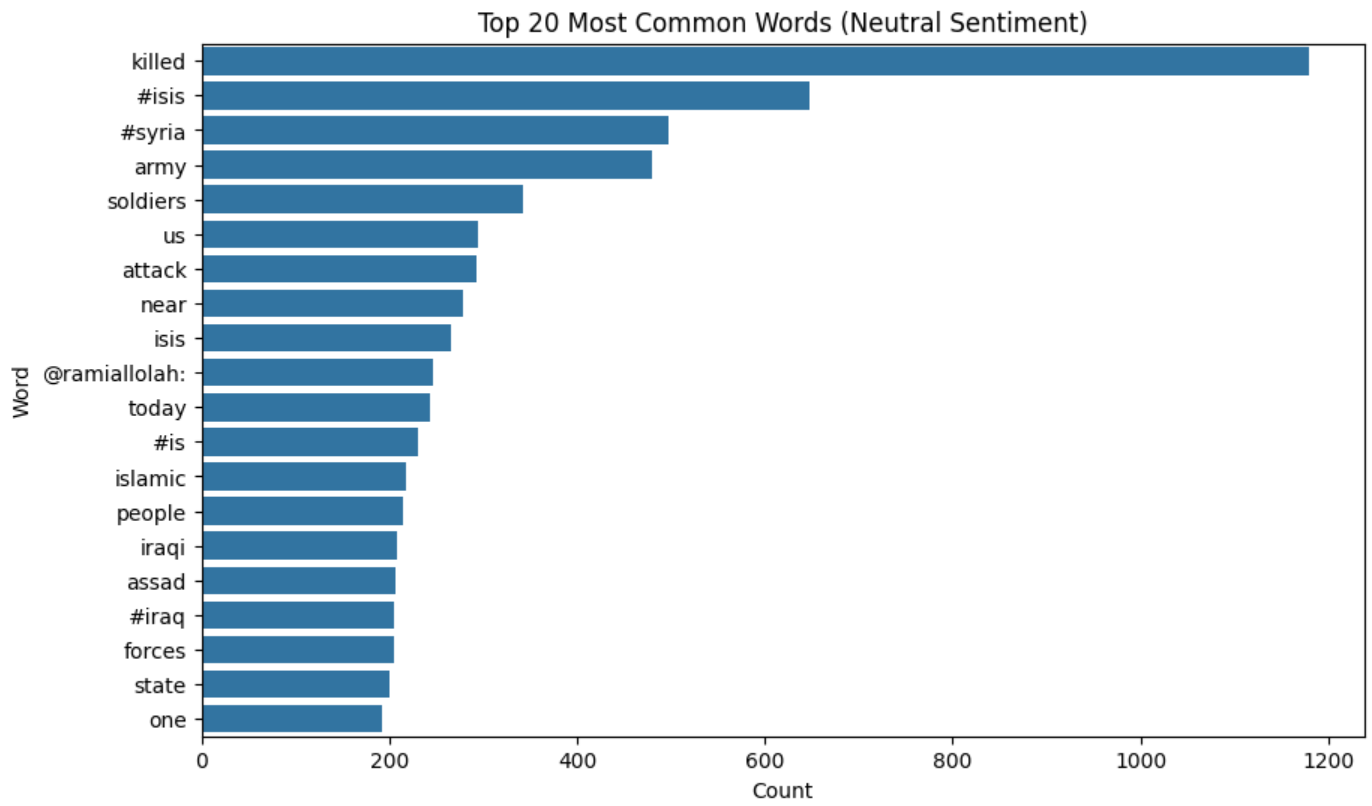 Top 20 Most Common Words (Neutral Sentiment)
killed
#isis
#syria
army
soldiers
us
attack
near
isis
@ramiallolah:
today
#is
islamic
people
iraqi
assad
#iraq
forces
state
one
Word
0 200 400 600 800 1000 1200
Count